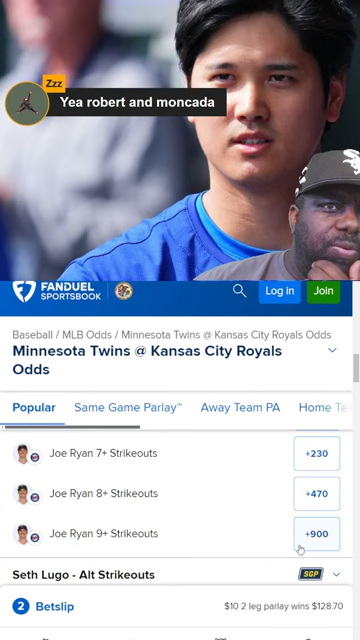 Zzz
Yea robert and moncada
FANDUEL
SPORTSBOOK
Log In
Join
Baseball / MLB Odds / Minnesota Twins @ Kansas City Royals Odds
Minnesota Twins @ Kansas City Royals
Odds
Popular
Same Game Parlay™
Away Team PA
Home Te
Joe Ryan 7+ Strikeouts
+230
Joe Ryan 8+ Strikeouts
+470
Joe Ryan 9+ Strikeouts
+900
Seth Lugo - Alt Strikeouts
SGP
2
Betslip
$10 2 leg parlay wins $128.70